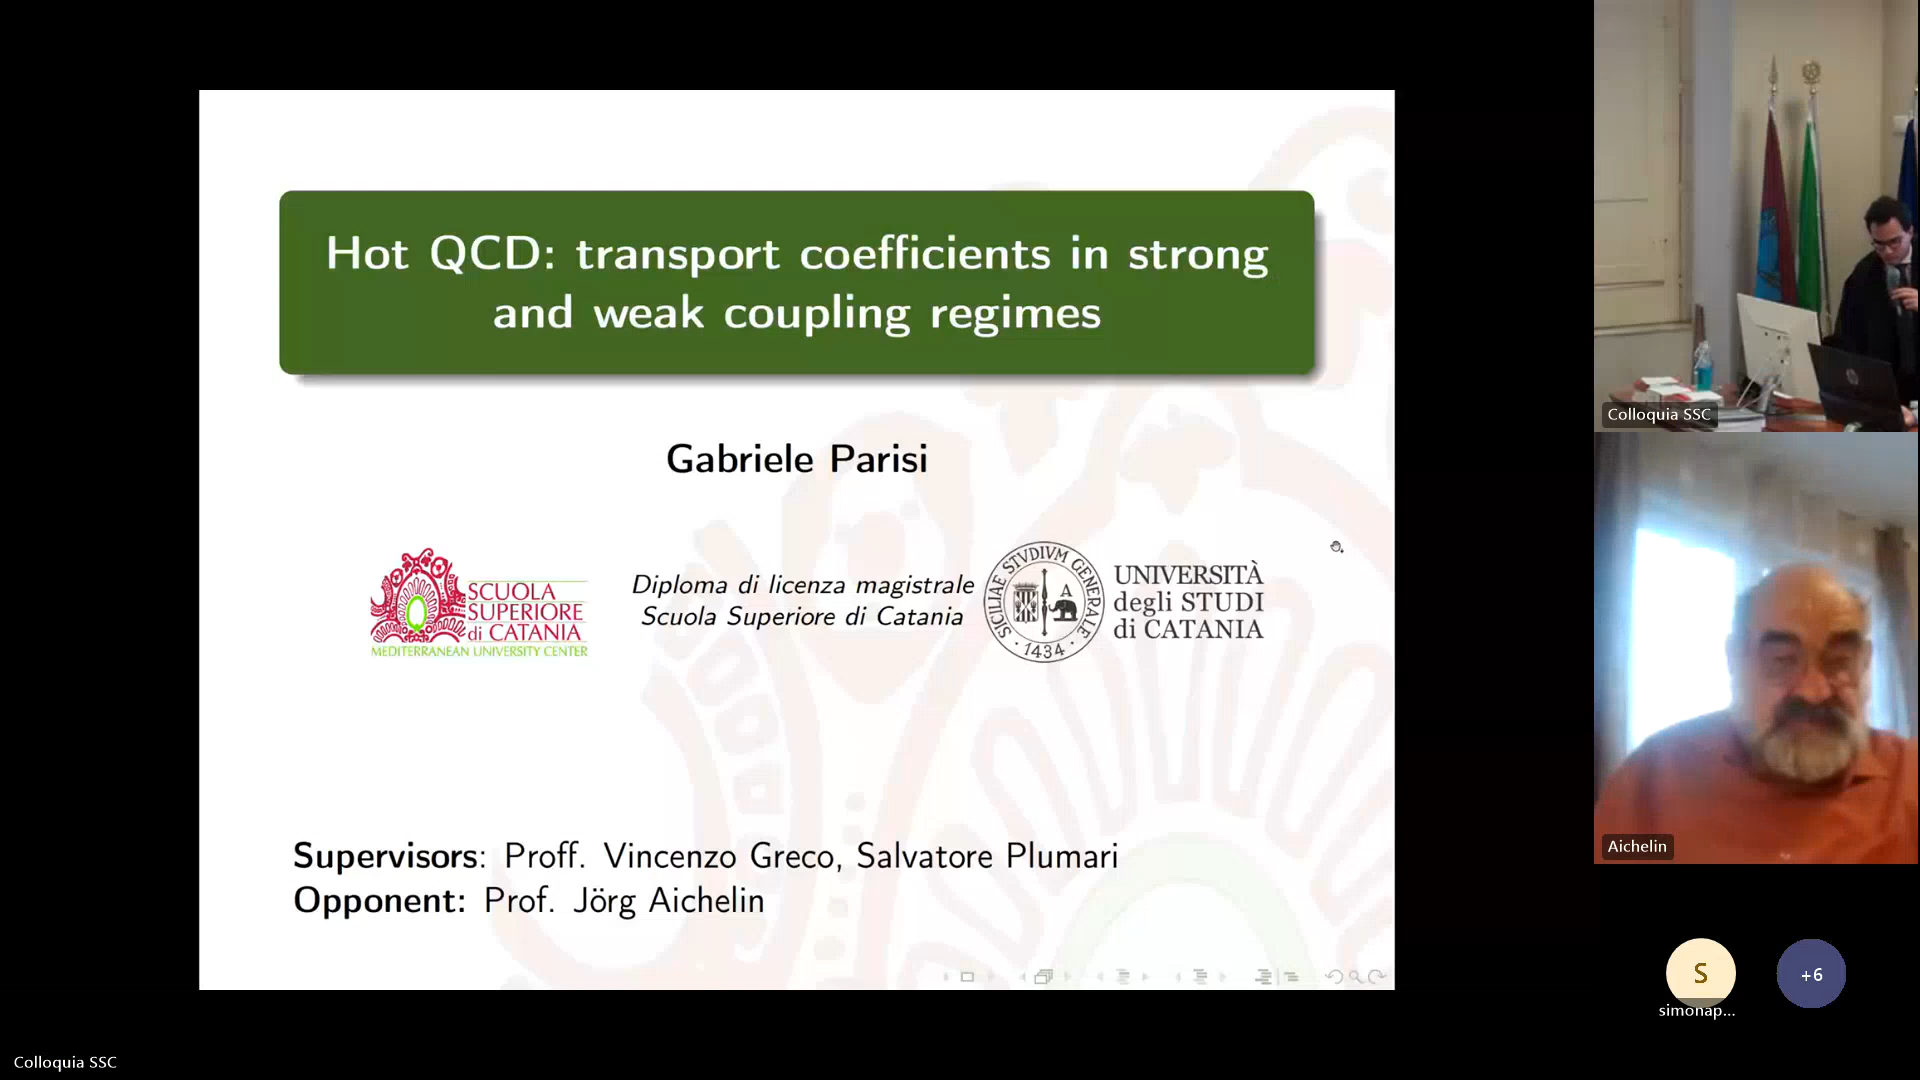 Hot QCD: transport coefficients in strong
and weak coupling regimes
Gabriele Parisi
SCUOLA
SUPERIORE
di CATANIA
MEDITERRANEAN UNIVERSITY CENTER
Diploma di licenza magistrale
Scuola Superiore di Catania
SICILIAE STVDIVM GENERALE
A
1434
UNIVERSITÀ
degli STUDI
di CATANIA
Supervisors: Proff. Vincenzo Greco, Salvatore Plumari
Opponent: Prof. Jörg Aichelin
Colloquia SSC
Aichelin
S
simonap...
+6
Colloquia SSC